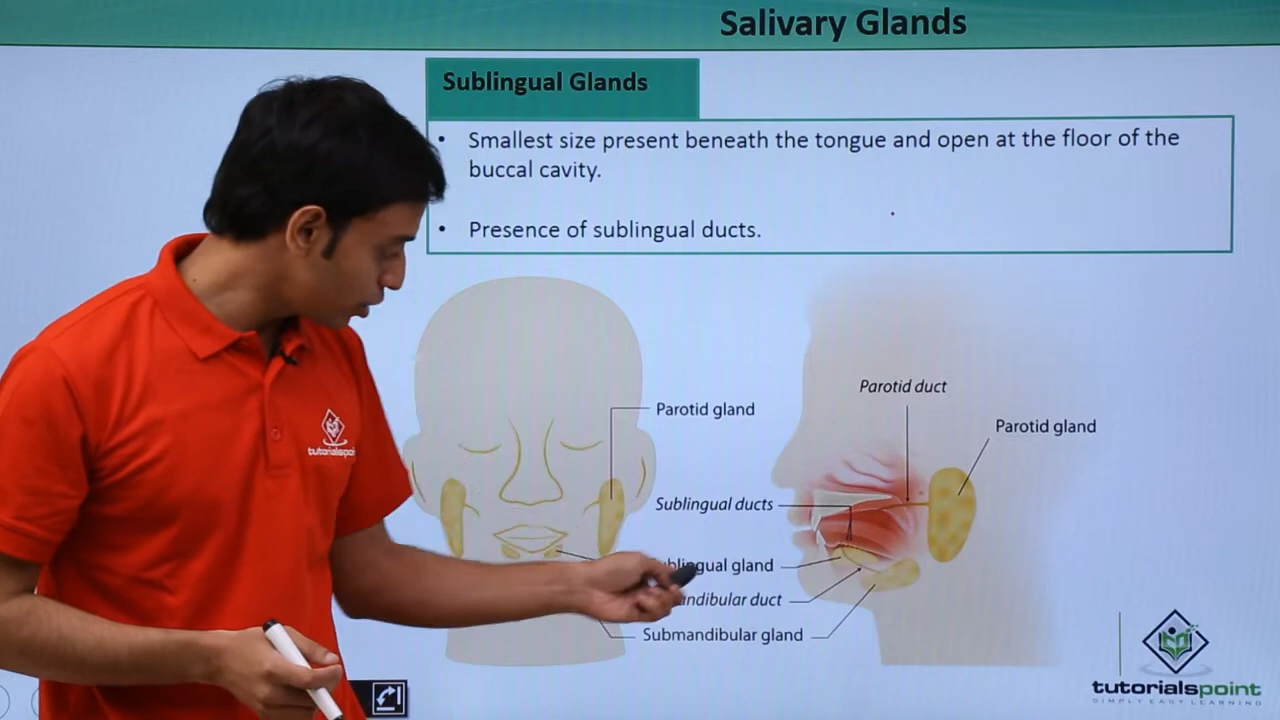 Salivary Glands
Sublingual Glands
• Smallest size present beneath the tongue and open at the floor of the
buccal cavity.
• Presence of sublingual ducts.
Parotid duct
Parotid gland
Parotid gland
Sublingual ducts
gland
duct
Submandibular gland
tutorialspoint
tutorialspoint
SIMPLY EASY LEARNING